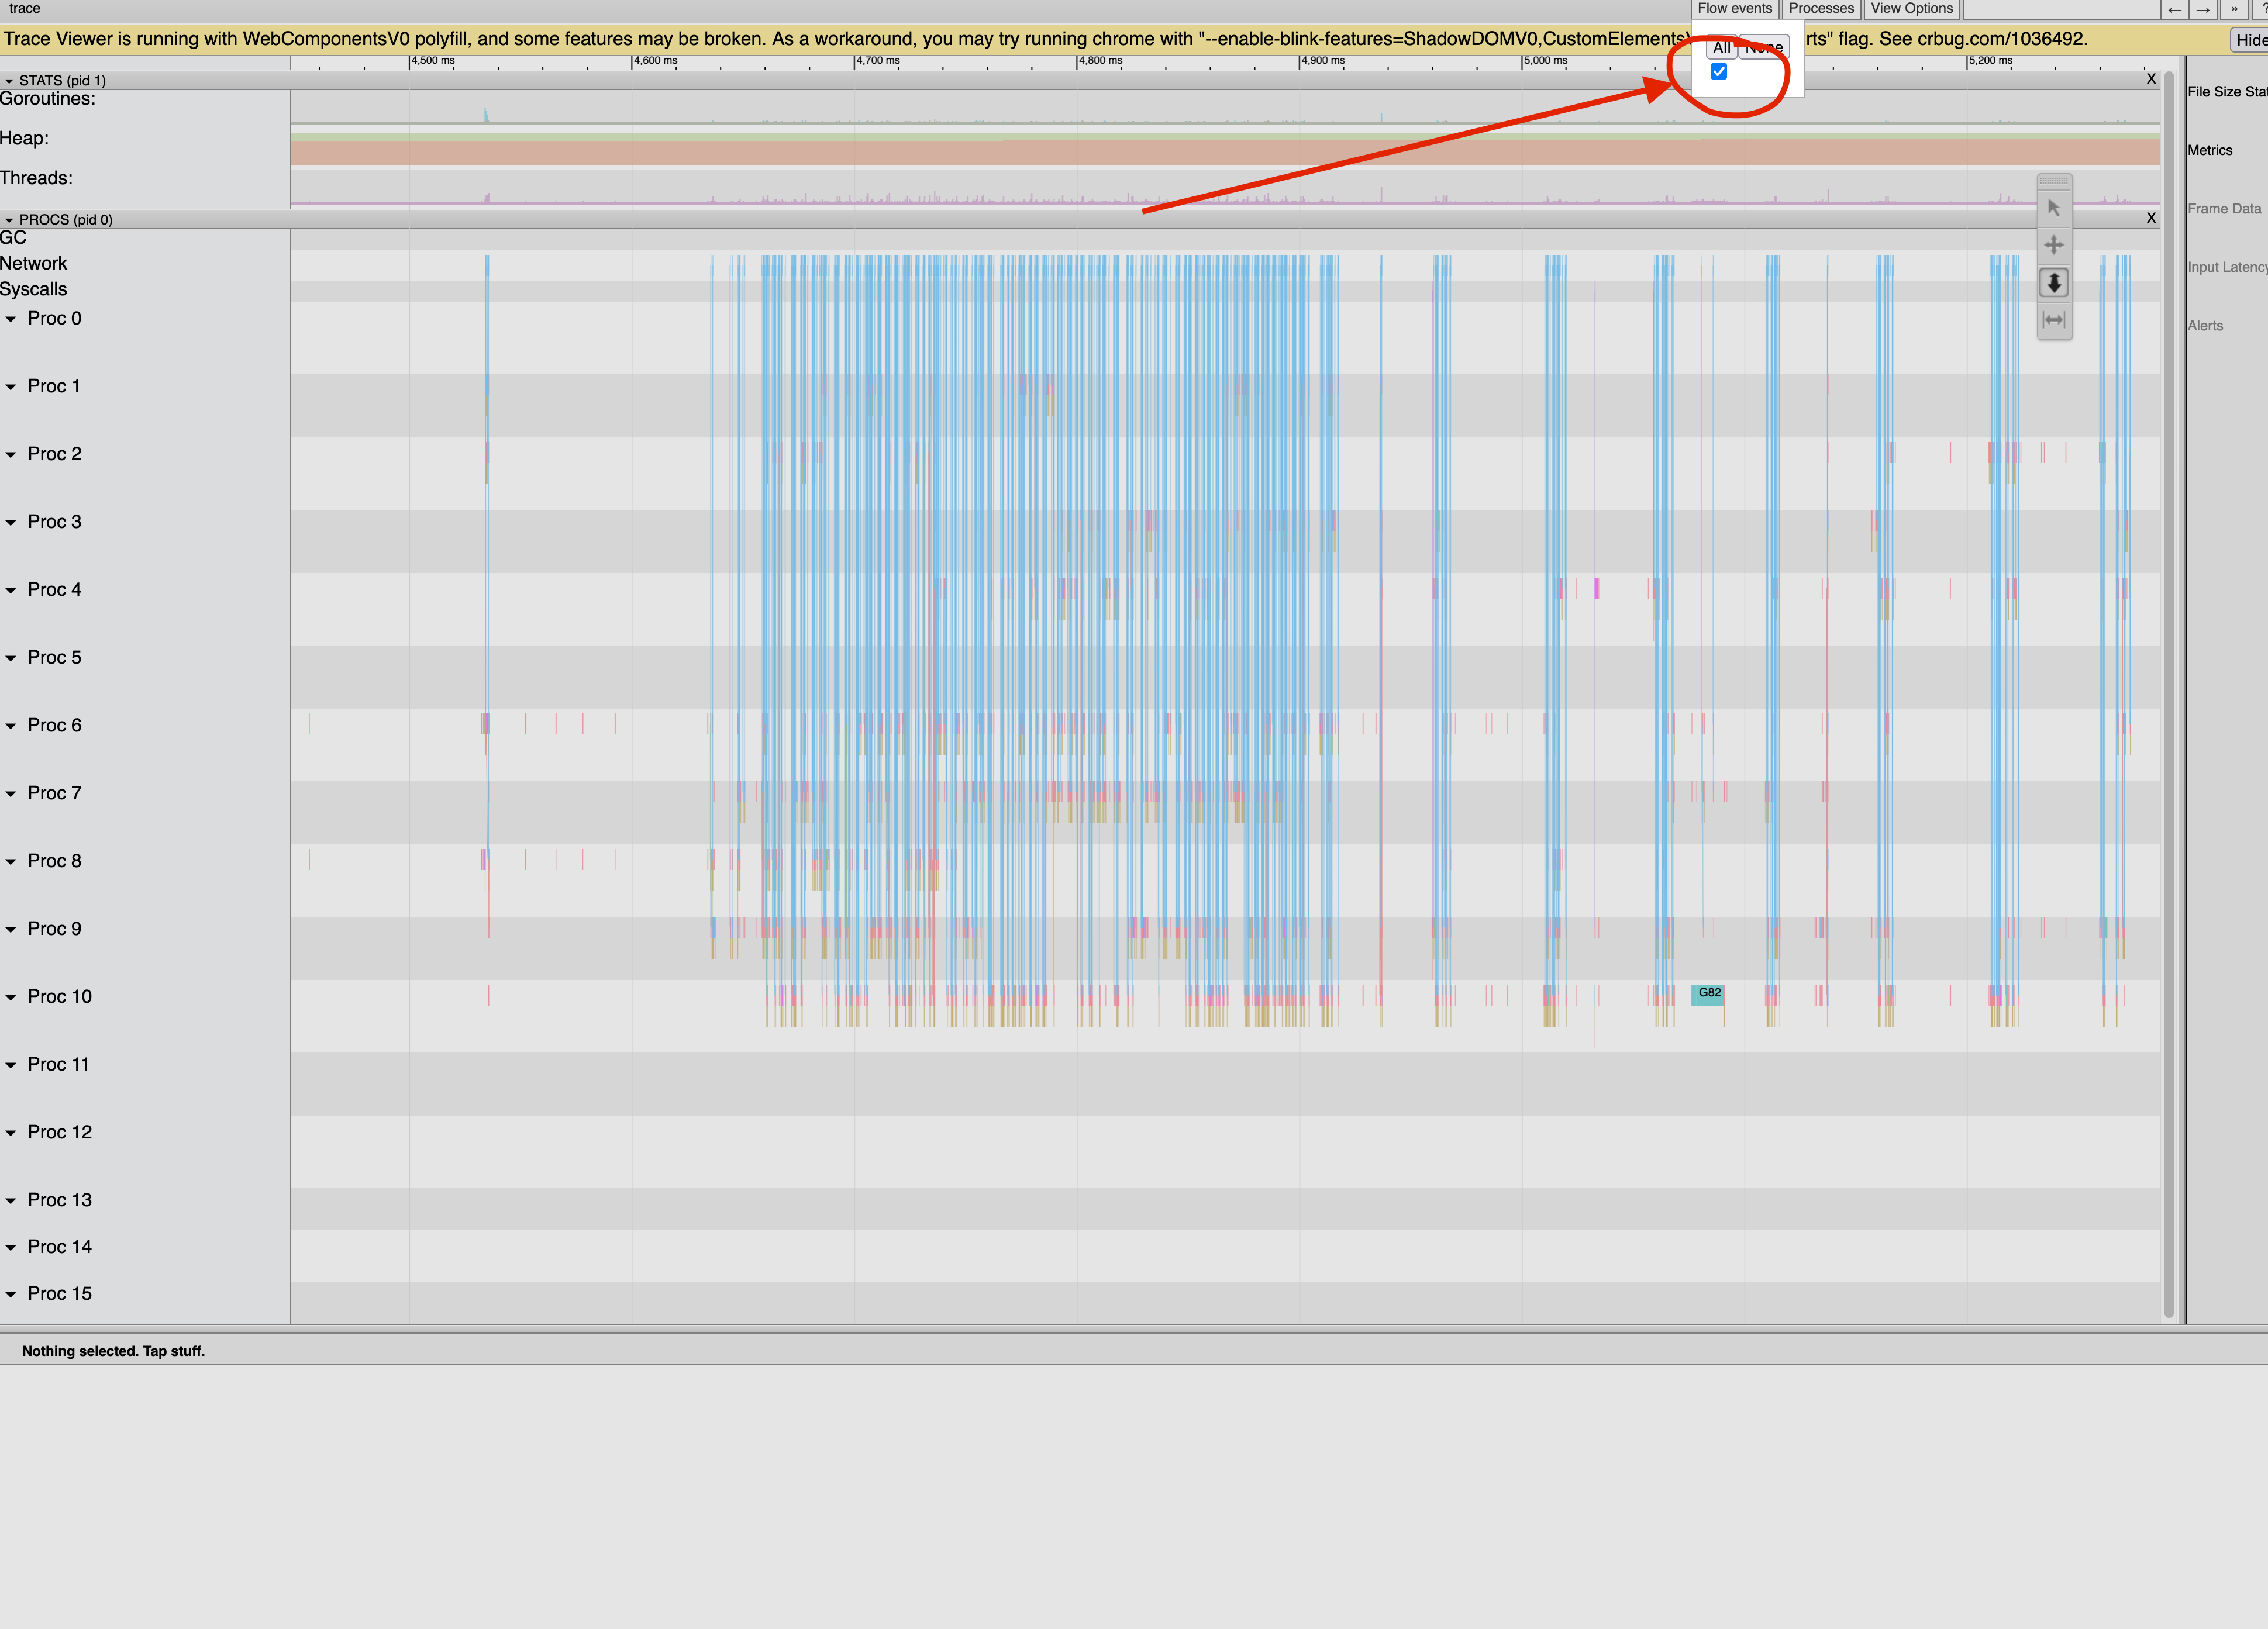 trace
Flow events Processes View Options ← → » ?
Trace Viewer is running with WebComponentsV0 polyfill, and some features may be broken. As a workaround, you may try running chrome with "--enable-blink-features=ShadowDOMV0,CustomElements
rts" flag. See crbug.com/1036492.
Hide
All None
4,500 ms 4,600 ms 4,700 ms 4,800 ms 4,900 ms 5,000 ms 5,200 ms
STATS (pid 1) X
Goroutines:
Heap:
Threads:
PROCS (pid 0) X
GC
Network
Syscalls
Proc 0
Proc 1
Proc 2
Proc 3
Proc 4
Proc 5
Proc 6
Proc 7
Proc 8
Proc 9
Proc 10
G82
Proc 11
Proc 12
Proc 13
Proc 14
Proc 15
File Size Stat
Metrics
Frame Data
Input Latency
Alerts
Nothing selected. Tap stuff.